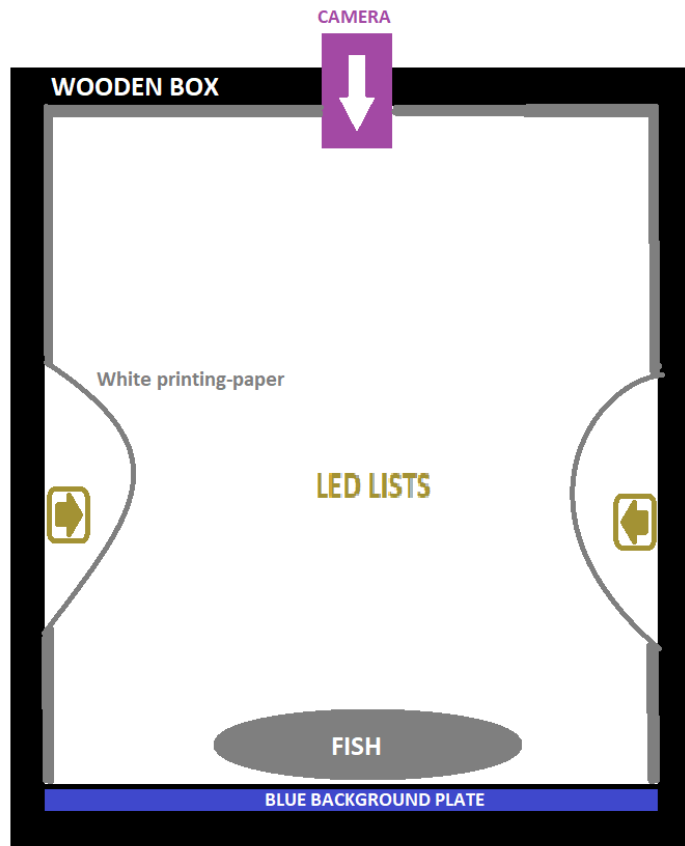 CAMERA
WOODEN BOX
White printing-paper
LED LISTS
FISH
BLUE BACKGROUND PLATE